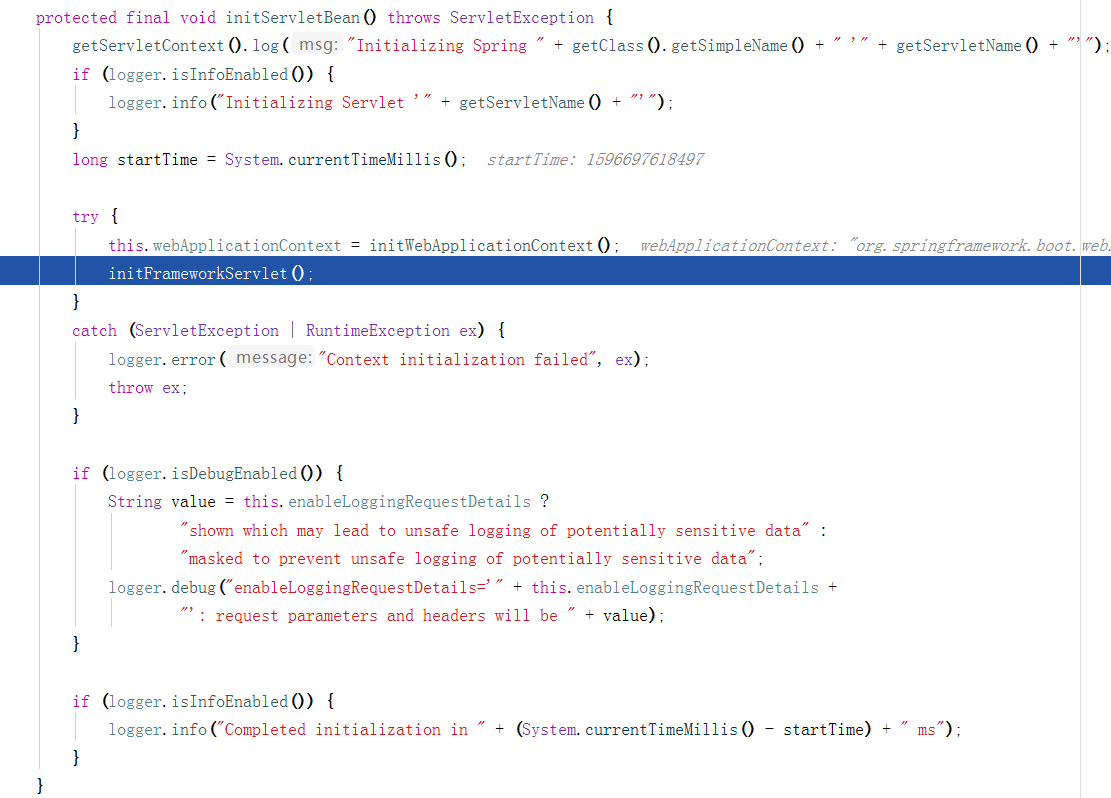 protected final void initServletBean() throws ServletException {
    getServletContext().log( msg: "Initializing Spring " + getClass().getSimpleName() + " '" + getServletName() + "'");
    if (logger.isInfoEnabled()) {
        logger.info("Initializing Servlet '" + getServletName() + "'");
    }
    long startTime = System.currentTimeMillis();  startTime: 1596697618497

    try {
        this.webApplicationContext = initWebApplicationContext();  webApplicationContext: "org.springframework.boot.web.
        initFrameworkServlet();
    }
    catch (ServletException | RuntimeException ex) {
        logger.error( message: "Context initialization failed", ex);
        throw ex;
    }

    if (logger.isDebugEnabled()) {
        String value = this.enableLoggingRequestDetails ?
                "shown which may lead to unsafe logging of potentially sensitive data" :
                "masked to prevent unsafe logging of potentially sensitive data";
        logger.debug("enableLoggingRequestDetails='" + this.enableLoggingRequestDetails +
                "': request parameters and headers will be " + value);
    }

    if (logger.isInfoEnabled()) {
        logger.info("Completed initialization in " + (System.currentTimeMillis() - startTime) + " ms");
    }
}